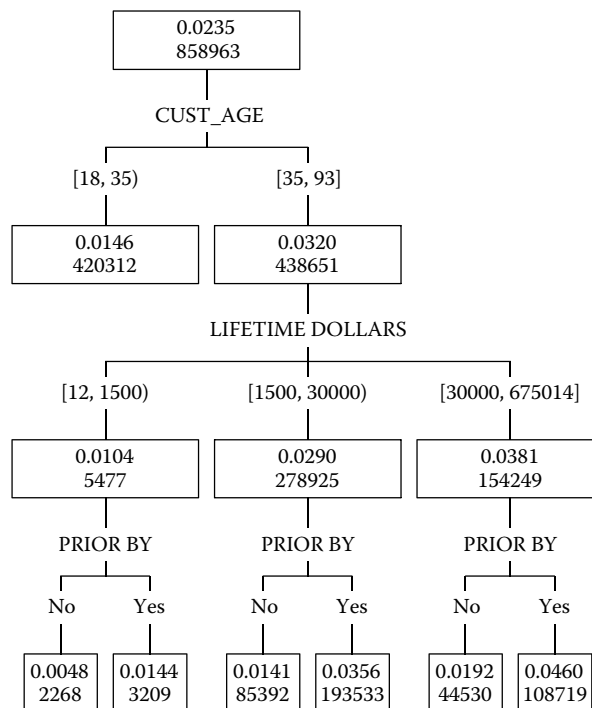 0.0235
858963
CUST_AGE
[18, 35) [35, 93]
0.0146 0.0320
420312 438651
LIFETIME DOLLARS
[12, 1500) [1500, 30000) [30000, 675014]
0.0104 0.0290 0.0381
5477 278925 154249
PRIOR BY PRIOR BY PRIOR BY
No Yes No Yes No Yes
0.0048 0.0144 0.0141 0.0356 0.0192 0.0460
2268 3209 85392 193533 44530 108719